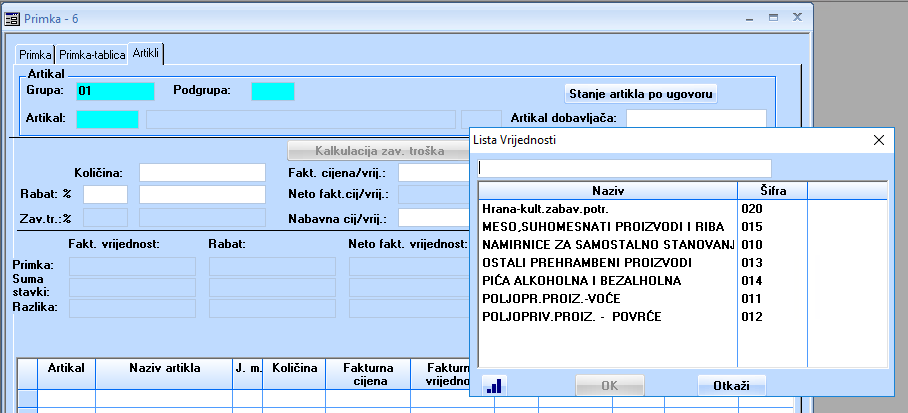 Primka - 6
Primka Primka-tablica Artikli
Artikal
Grupa: 01 Podgrupa: Stanje artikla po ugovoru
Artikal: Artikal dobavljača:
Kalkulacija zav. troška
Količina: Fakt. cijena/vrij.:
Rabat: % Neto fakt.cij/vrij.:
Zav.tr.:% Nabavna cij/vrij.:
Fakt. vrijednost: Rabat: Neto fakt. vrijednost:
Primka:
Suma
stavki:
Razlika:
Artikal Naziv artikla J. m. Količina Fakturna
cijena
Fakturn
vrijedno
Lista Vrijednosti
Naziv Šifra
Hrana-kult.zabav.potr. 020
MESO,SUHOMESNATI PROIZVODI I RIBA 015
NAMIRNICE ZA SAMOSTALNO STANOVANJ 010
OSTALI PREHRAMBENI PROIZVODI 013
PIĆA ALKOHOLNA I BEZALHOLNA 014
POLJOPR.PROIZ.-VOĆE 011
POLJOPRIV.PROIZ. - POVRĆE 012
OK Otkaži